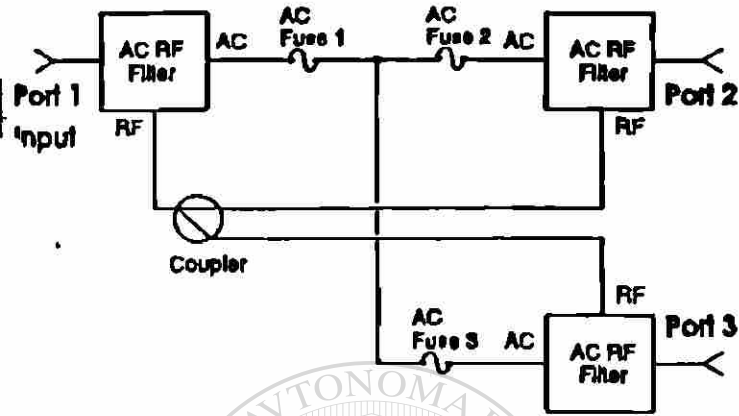 AC RF
Filter
AC
AC
Fuse 1
AC
Fuse 2
AC
AC RF
Filter
Port 1
Input
RF
RF
Port 2
Coupler
RF
AC
Fuse 3
AC
AC RF
Filter
Port 3
TONOMA